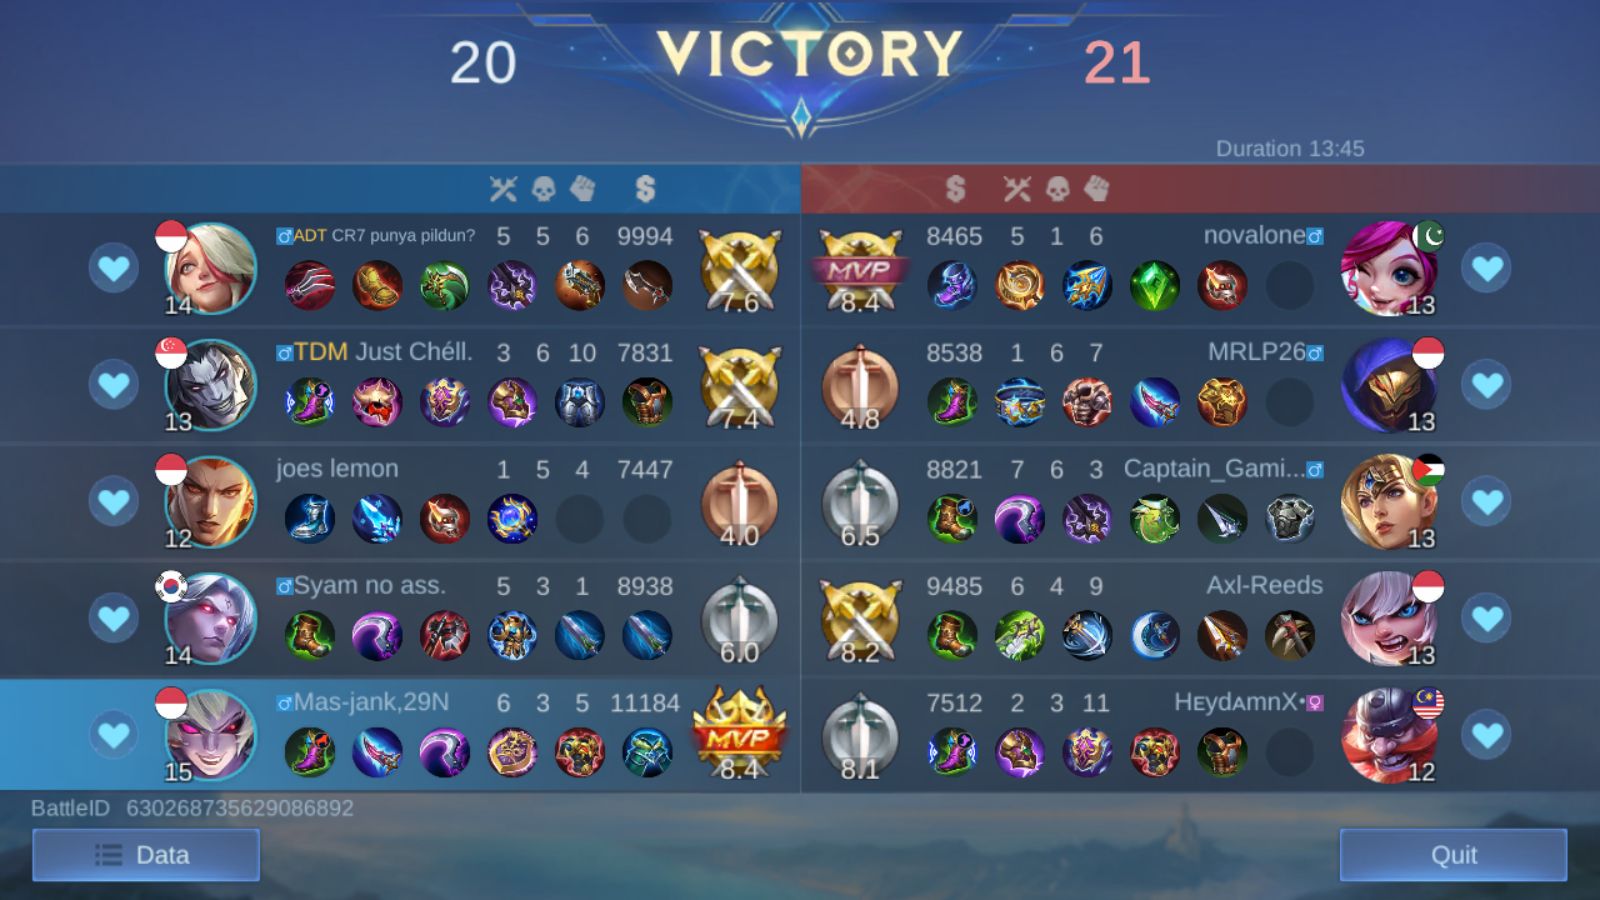 20 VICTORY 21
Duration 13:45
ADT CR7 punya pildun? 5 5 6 9994
14 7.6
8465 5 1 6 novalone
MVP 8.4 13
TDM Just Chéll. 3 6 10 7831
13 7.4
8538 1 6 7 MRLP26
4.8 13
joes lemon 1 5 4 7447
12 4.0
8821 7 6 3 Captain_Gami...
6.5 13
Syam no ass. 5 3 1 8938
14 6.0
9485 6 4 9 Axl-Reeds
8.2 13
Mas-jank,29N 6 3 5 11184
15 MVP 8.4
7512 2 3 11 HᴇydᴀmnX•
8.1 12
BattleID 630268735629086892
Data Quit